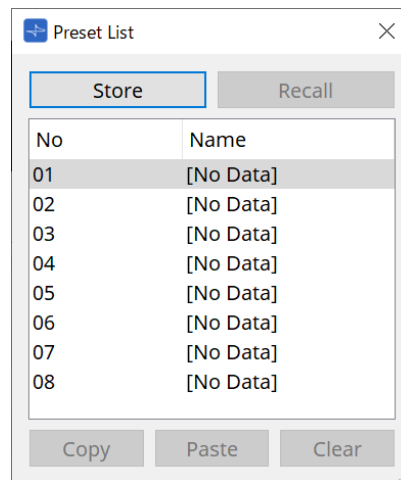 Preset List
Store Recall
No Name
01 [No Data]
02 [No Data]
03 [No Data]
04 [No Data]
05 [No Data]
06 [No Data]
07 [No Data]
08 [No Data]
Copy Paste Clear